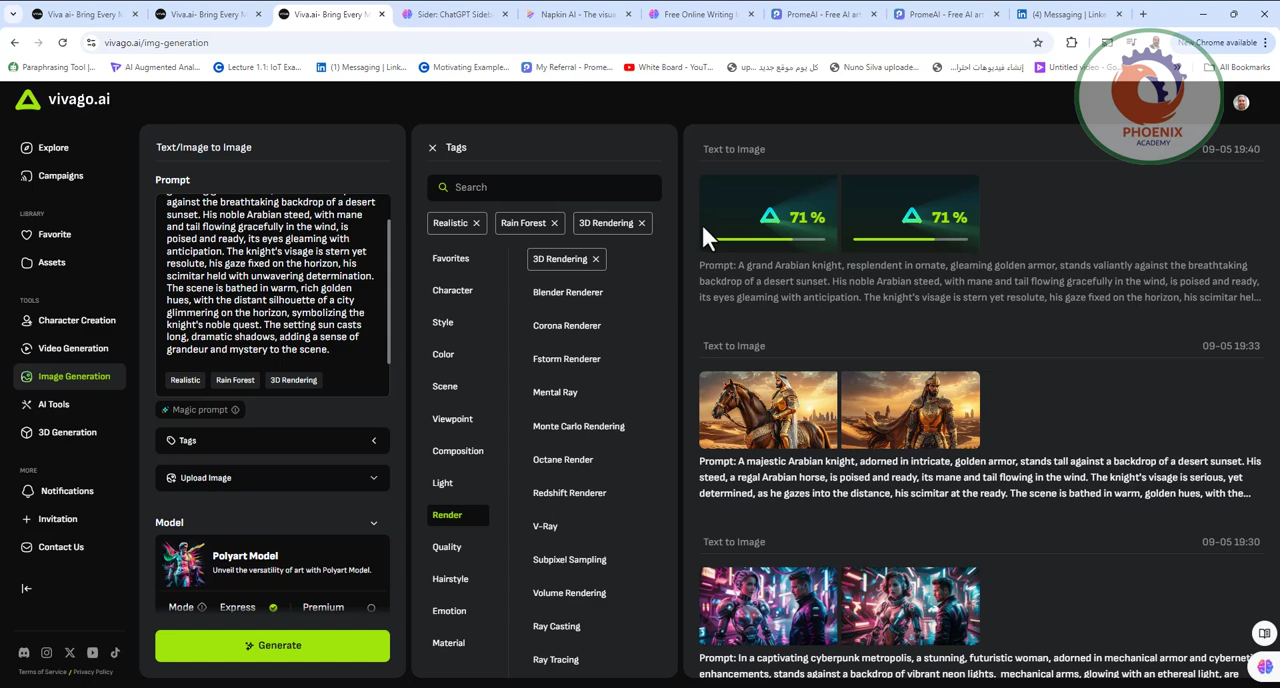 Viva.ai- Bring Every M
Viva.ai- Bring Every M
Viva.ai- Bring Every M
Sider: ChatGPT Sideb
Napkin AI - The visua
Free Online Writing
PromeAI - Free AI art
PromeAI - Free AI art
(4) Messaging | Linke
vivago.ai/img-generation
New Chrome available
Paraphrasing Tool |...
AI Augmented Anal...
Lecture 1.1: IoT Exa...
(1) Messaging | Link...
Motivation Example...
My Referral - Prome...
White Board - YouT...
up... كل يوم موقع جديد
Nuno Silva uploade...
إنشاء فيديوهات احترا...
Untitled video - Go
All Bookmarks
PHOENIX
ACADEMY
vivago.ai
Explore
Campaigns
LIBRARY
Favorite
Assets
TOOLS
Character Creation
Video Generation
Image Generation
AI Tools
3D Generation
MORE
Notifications
Invitation
Contact Us
Terms of Service / Privacy Policy
Text/Image to Image
Prompt
against the breathtaking backdrop of a desert
sunset. His noble Arabian steed, with mane
and tail flowing gracefully in the wind, is
poised and ready, its eyes gleaming with
anticipation. The knight's visage is stern yet
resolute, his gaze fixed on the horizon, his
scimitar held with unwavering determination.
The scene is bathed in warm, rich golden
hues, with the distant silhouette of a city
glimmering on the horizon, symbolizing the
knight's noble quest. The setting sun casts
long, dramatic shadows, adding a sense of
grandeur and mystery to the scene.
Realistic Rain Forest 3D Rendering
Magic prompt
Tags
Upload Image
Model
Polyart Model
Unveil the versatility of art with Polyart Model.
Mode Express Premium
Generate
Tags
Search
Realistic Rain Forest 3D Rendering
Favorites
Character
Style
Color
Scene
Viewpoint
Composition
Light
Render
Quality
Hairstyle
Emotion
Material
3D Rendering
Blender Renderer
Corona Renderer
Fstorm Renderer
Mental Ray
Monte Carlo Rendering
Octane Render
Redshift Renderer
V-Ray
Subpixel Sampling
Volume Rendering
Ray Casting
Ray Tracing
Text to Image 09-05 19:40
71 % 71 %
Prompt: A grand Arabian knight, resplendent in ornate, gleaming golden armor, stands valiantly against the breathtaking
backdrop of a desert sunset. His noble Arabian steed, with mane and tail flowing gracefully in the wind, is poised and ready,
its eyes gleaming with anticipation. The knight's visage is stern yet resolute, his gaze fixed on the horizon, his scimitar hel...
Text to Image 09-05 19:33
Prompt: A majestic Arabian knight, adorned in intricate, golden armor, stands tall against a backdrop of a desert sunset. His
steed, a regal Arabian horse, is poised and ready, its mane and tail flowing in the wind. The knight's visage is serious, yet
determined, as he gazes into the distance, his scimitar at the ready. The scene is bathed in warm, golden hues, with the...
Text to Image 09-05 19:30
Prompt: In a captivating cyberpunk metropolis, a stunning, futuristic woman, adorned in mechanical armor and cybernet
enhancements, stands against a backdrop of vibrant neon lights. mechanical arms, glowing with an ethereal light, are